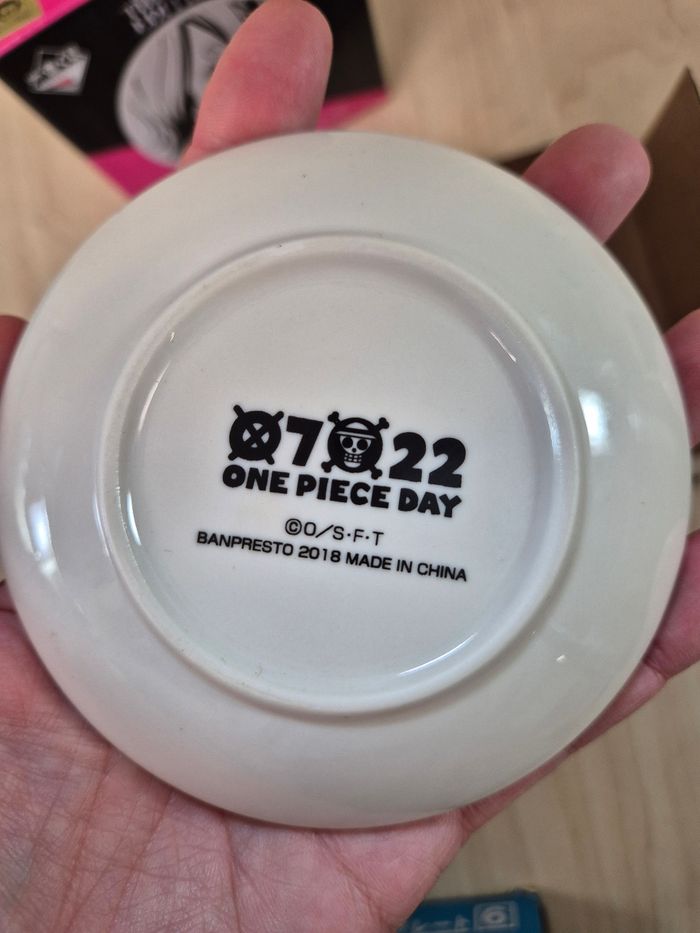 07.22
ONE PIECE DAY
©O/S·F·T
BANPRESTO 2018 MADE IN CHINA